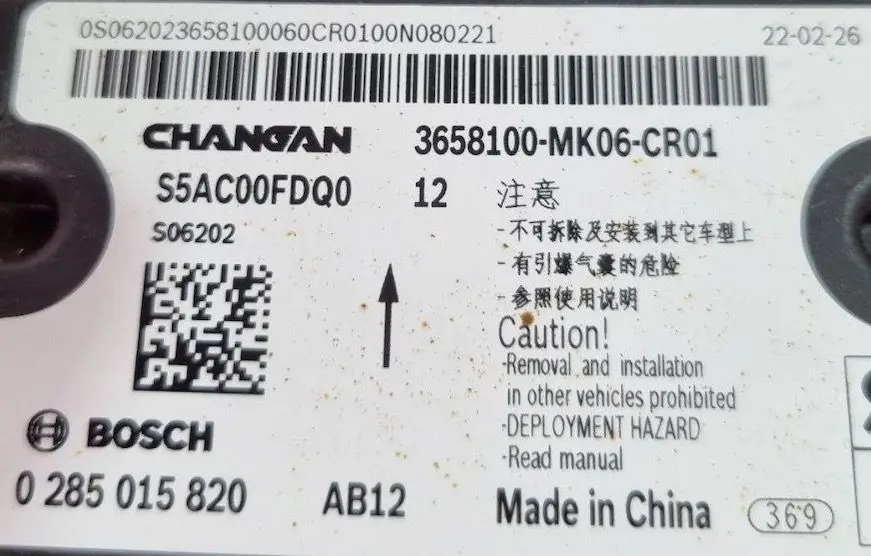 0S06202365810006​0CR0100N080221 22-02-26
CHANGAN 3658100-MK06-CR01
S5AC00FDQ0 12 注意
S06202
-不可拆除及安装到其它车型上
-有引爆气囊的危险
-参照使用说明
Caution!
-Removal and installation
in other vehicles prohibited
-DEPLOYMENT HAZARD
-Read manual
BOSCH
0 285 015 820 AB12 Made in China 369